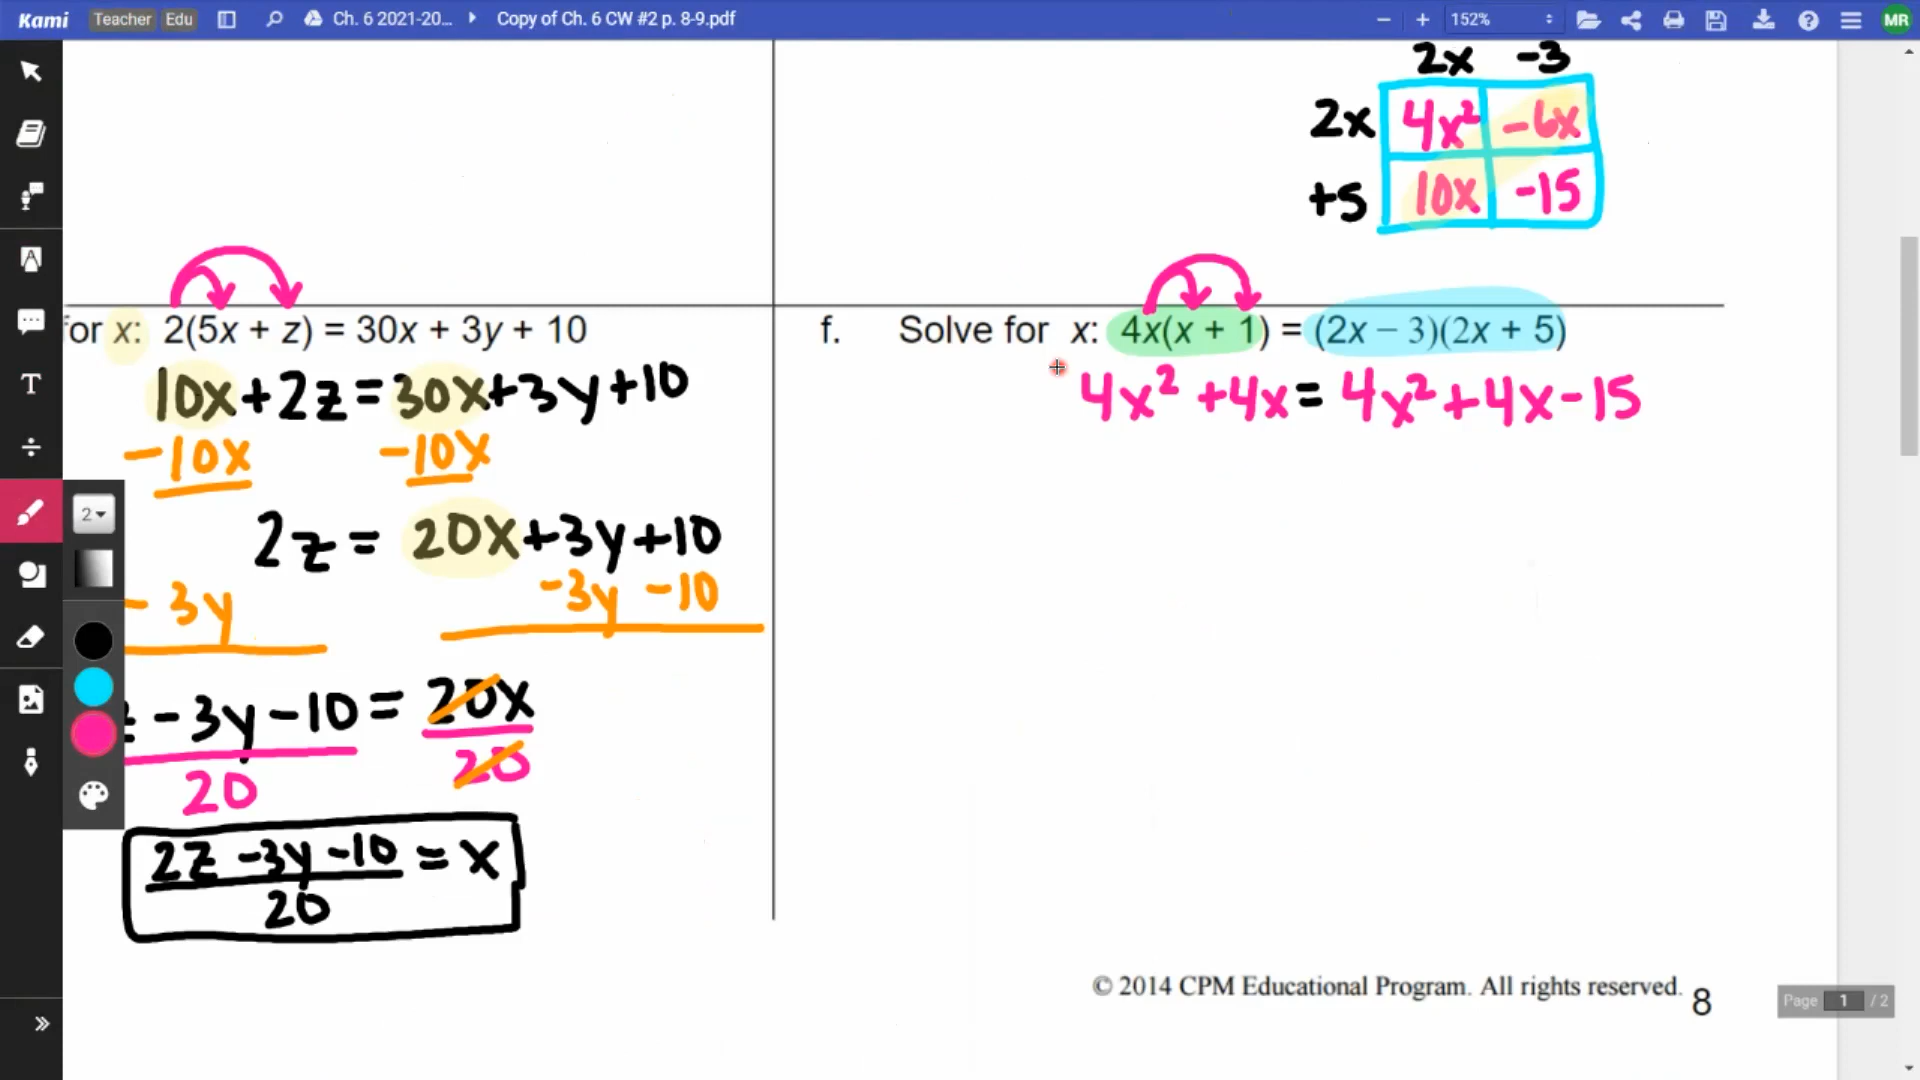 Kami Teacher Edu Ch. 6 2021-20... Copy of Ch. 6 CW #2 p. 8-9.pdf 152% MR
2x -3
2x 4x² -6x
+5 10x -15
for x: 2(5x + z) = 30x + 3y + 10
10x+2z=30x+3y+10
-10x -10x
2z = 20x+3y+10
- 3y -3y -10
z - 3y - 10 = 20x
20 20
2z - 3y - 10 = x
20
f. Solve for x: 4x(x + 1) = (2x − 3)(2x + 5)
4x² +4x = 4x²+4x-15
2
T
© 2014 CPM Educational Program. All rights reserved. 8
Page 1 / 2